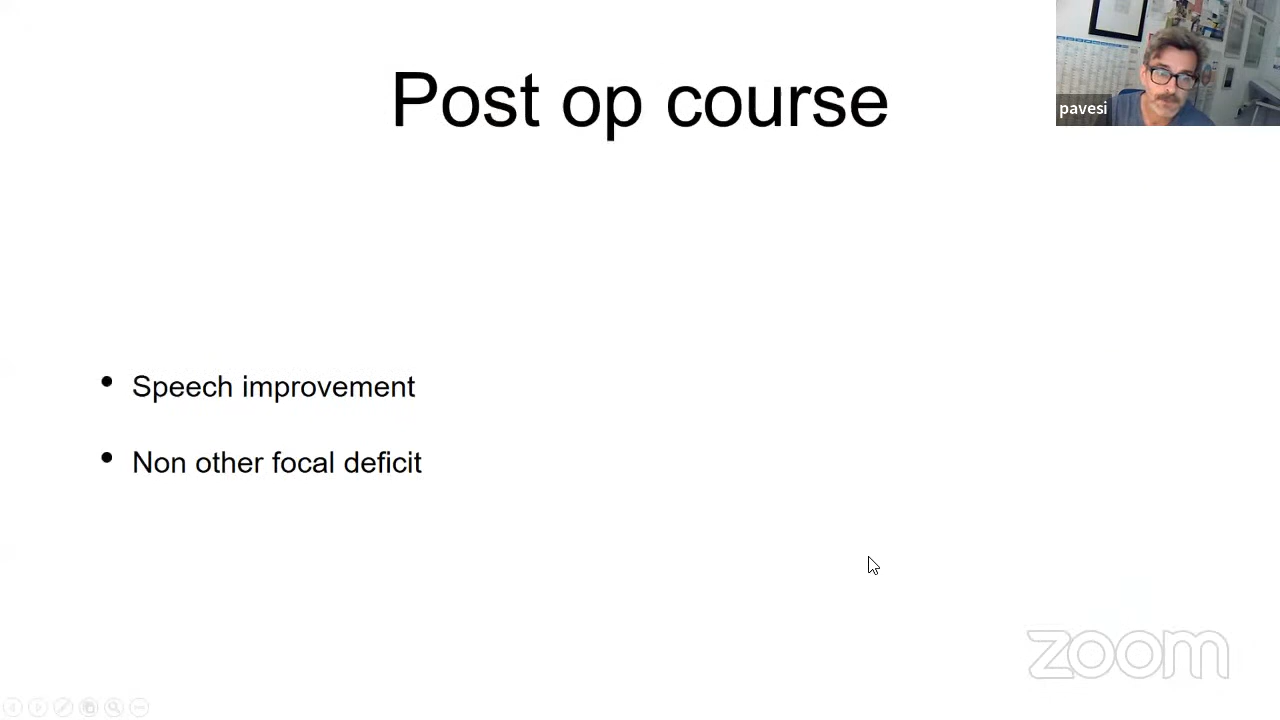 Post op course
pavesi
• Speech improvement
• Non other focal deficit
zoom